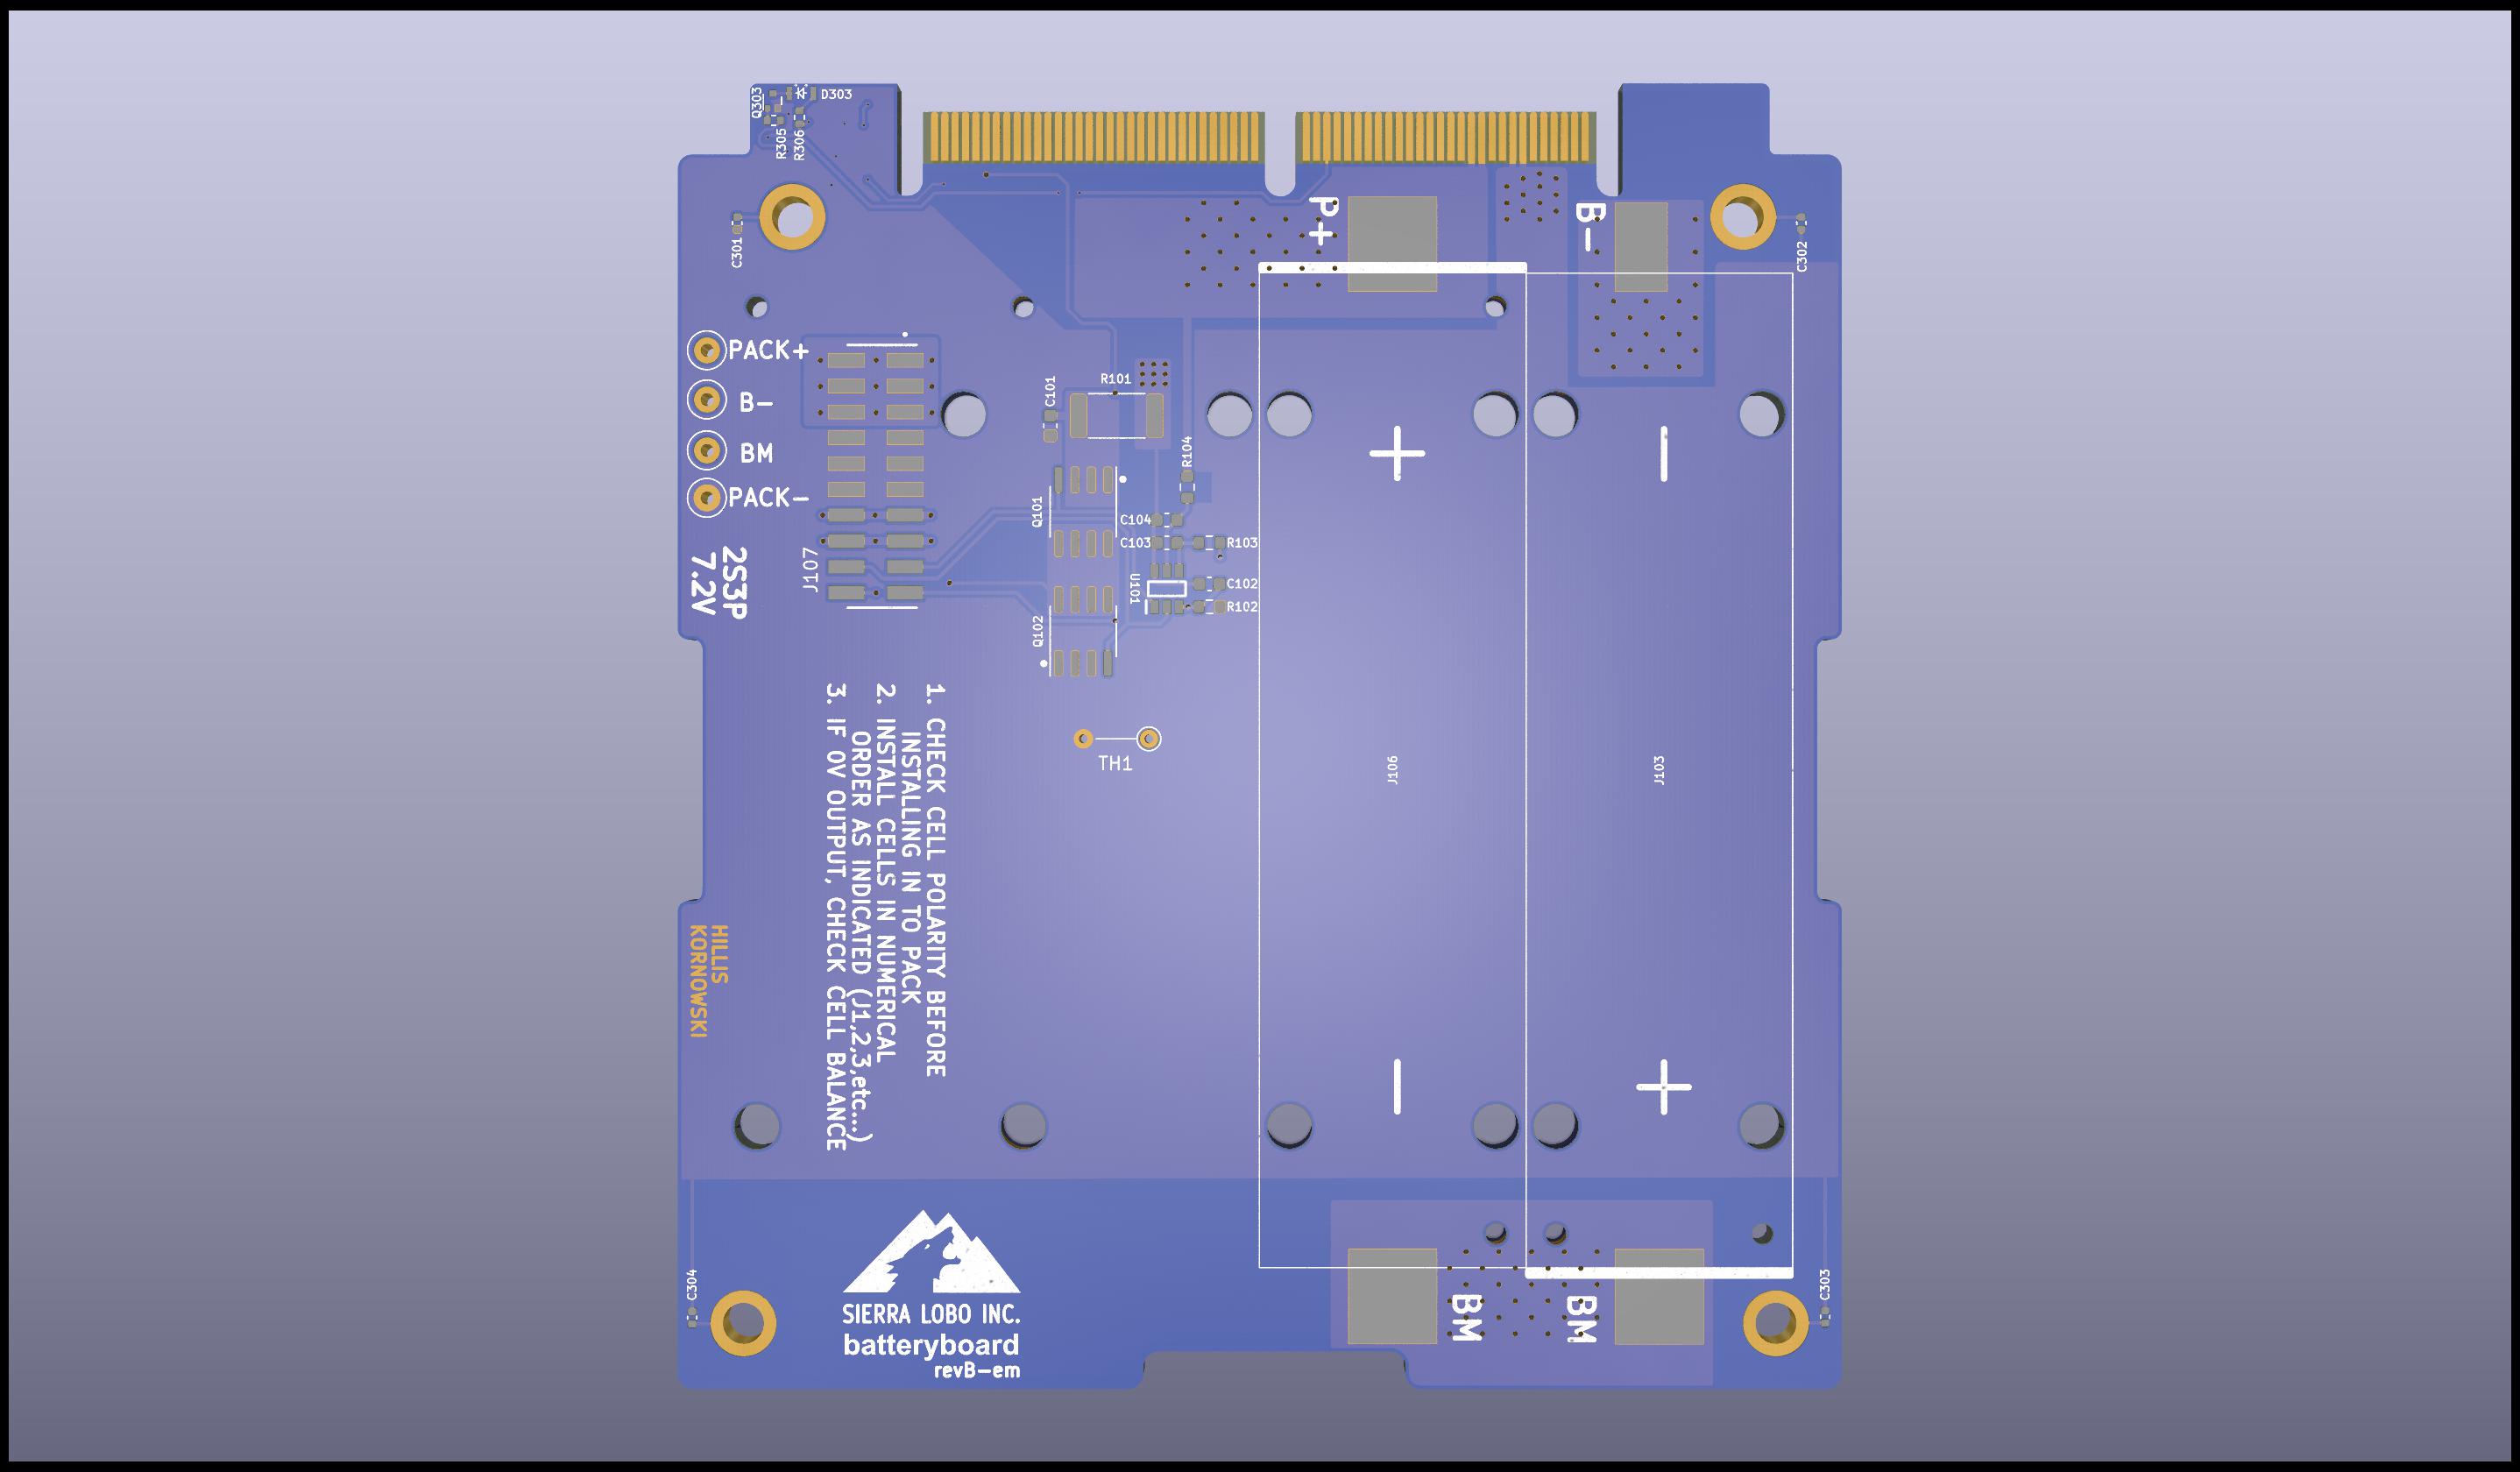 Q303
D303
R305
R306
C301
P+
B-
C302
PACK+
B-
BM
PACK-
C101
R101
R104
Q101
C104
C103
R103
U101
C102
R102
Q102
J107
2S3P
7.2V
TH1
J106
J103
+
-
-
+
1. CHECK CELL POLARITY BEFORE
INSTALLING IN TO PACK
2. INSTALL CELLS IN NUMERICAL
ORDER AS INDICATED (J1,2,3,etc...)
3. IF 0V OUTPUT, CHECK CELL BALANCE
HILLIS
KORNOWSKI
C304
SIERRA LOBO INC.
batteryboard
revB-em
BM
BM
C303